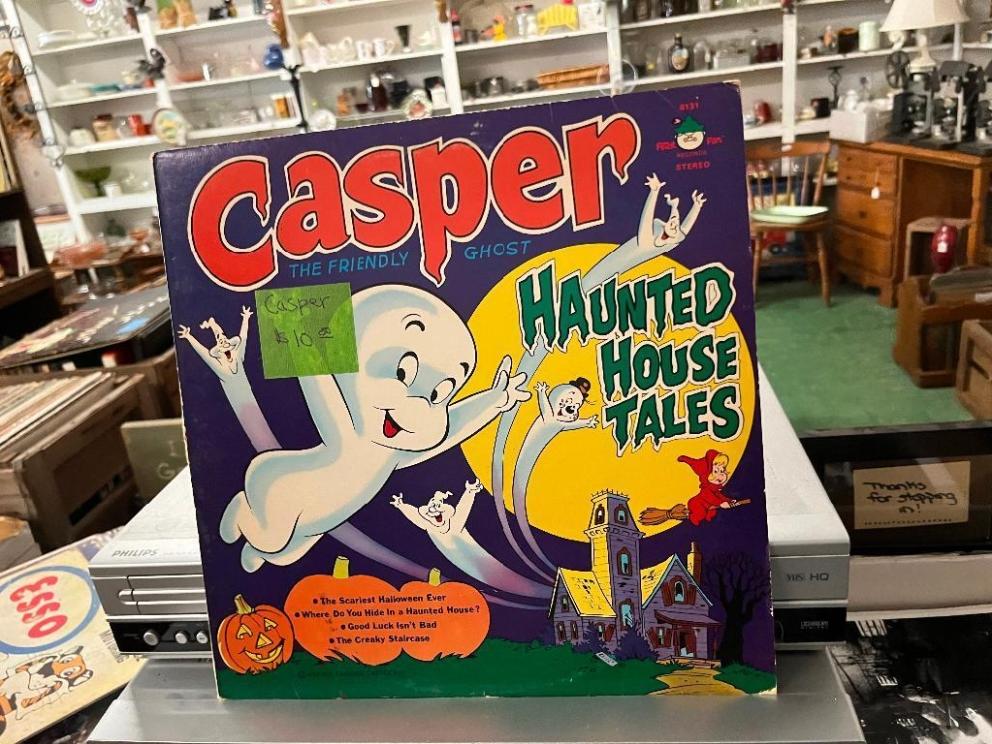 8131
Peter Pan
RECORDS
STEREO
Casper
THE FRIENDLY GHOST
HAUNTED
HOUSE
TALES
Casper
$10.00
• The Scariest Halloween Ever
• Where Do You Hide In a Haunted House?
• Good Luck Isn't Bad
• The Creaky Staircase
PHILIPS
VHS HQ
Thanks
for stopping
in!
ESSO